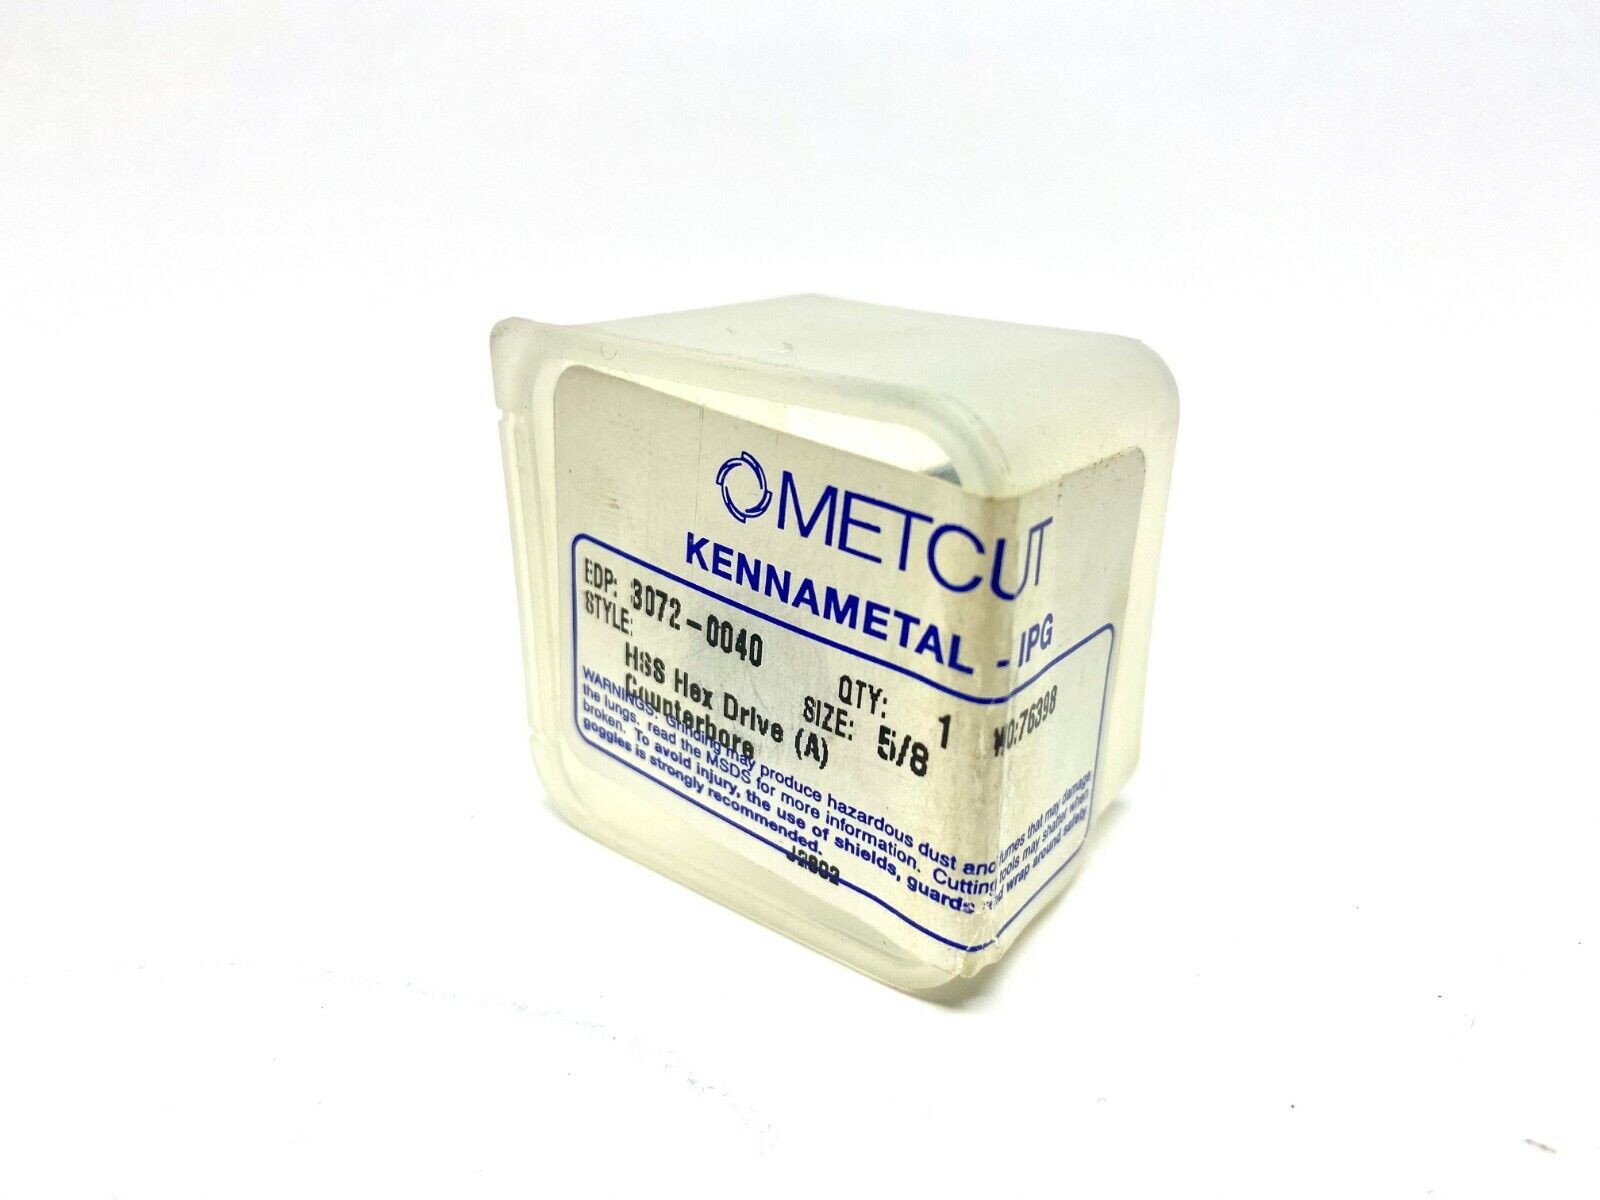 METCUT
KENNAMETAL - IPG
EDP: 3072-0040
STYLE:
QTY: 1
HSS Hex Drive (A)
SIZE: 5/8
WO:76398
Counterbore
WARNINGS: Grinding may produce hazardous dust and fumes that may damage
the lungs, read the MSDS for more information. Cutting tools may shatter when
broken. To avoid injury, the use of shields, guards and wrap around safety
goggles is strongly recommended.